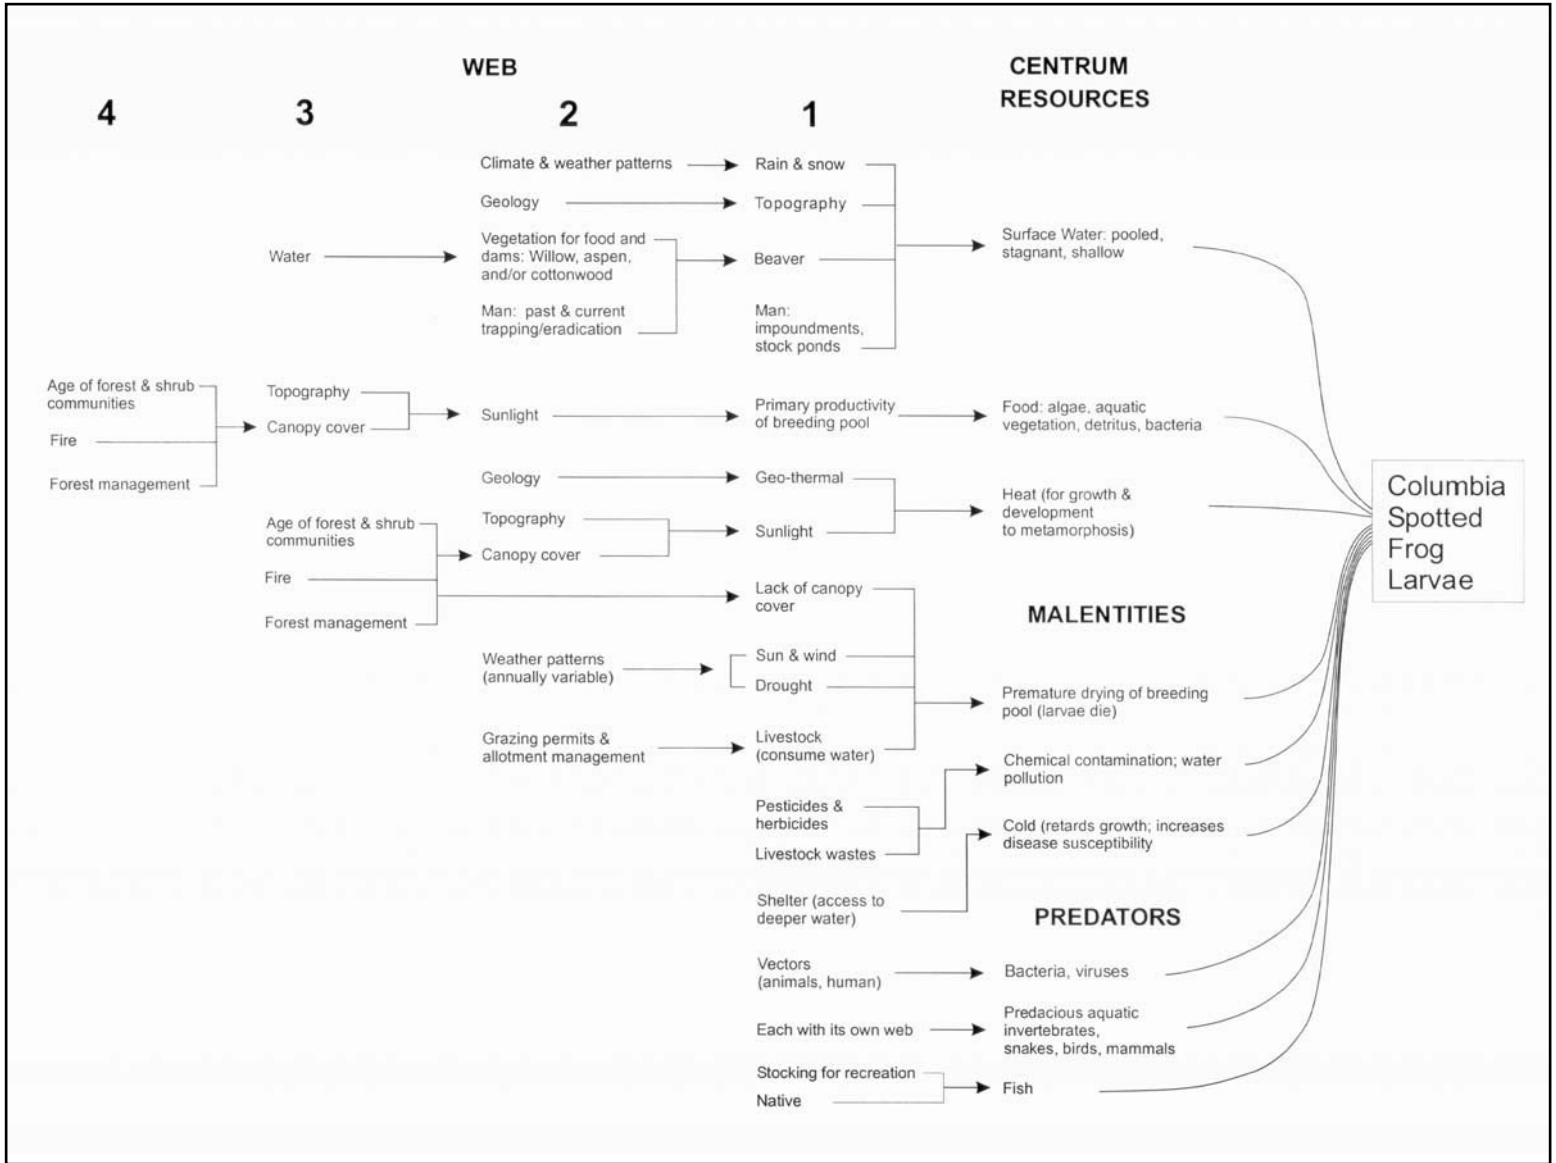 WEB
CENTRUM
RESOURCES
4
3
2
1
Climate & weather patterns
Rain & snow
Geology
Topography
Water
Vegetation for food and
dams: Willow, aspen,
and/or cottonwood
Beaver
Surface Water: pooled,
stagnant, shallow
Man: past & current
trapping/eradication
Man:
impoundments,
stock ponds
Age of forest & shrub
communities
Fire
Forest management
Topography
Canopy cover
Sunlight
Primary productivity
of breeding pool
Food: algae, aquatic
vegetation, detritus, bacteria
Geology
Geo-thermal
Topography
Canopy cover
Sunlight
Heat (for growth &
development
to metamorphosis)
Columbia
Spotted
Frog
Larvae
Age of forest & shrub
communities
Fire
Forest management
Lack of canopy
cover
MALENTITIES
Weather patterns
(annually variable)
Sun & wind
Drought
Premature drying of breeding
pool (larvae die)
Grazing permits &
allotment management
Livestock
(consume water)
Chemical contamination; water
pollution
Pesticides &
herbicides
Livestock wastes
Cold (retards growth; increases
disease susceptibility
Shelter (access to
deeper water)
PREDATORS
Vectors
(animals, human)
Bacteria, viruses
Each with its own web
Predacious aquatic
invertebrates,
snakes, birds, mammals
Stocking for recreation
Native
Fish